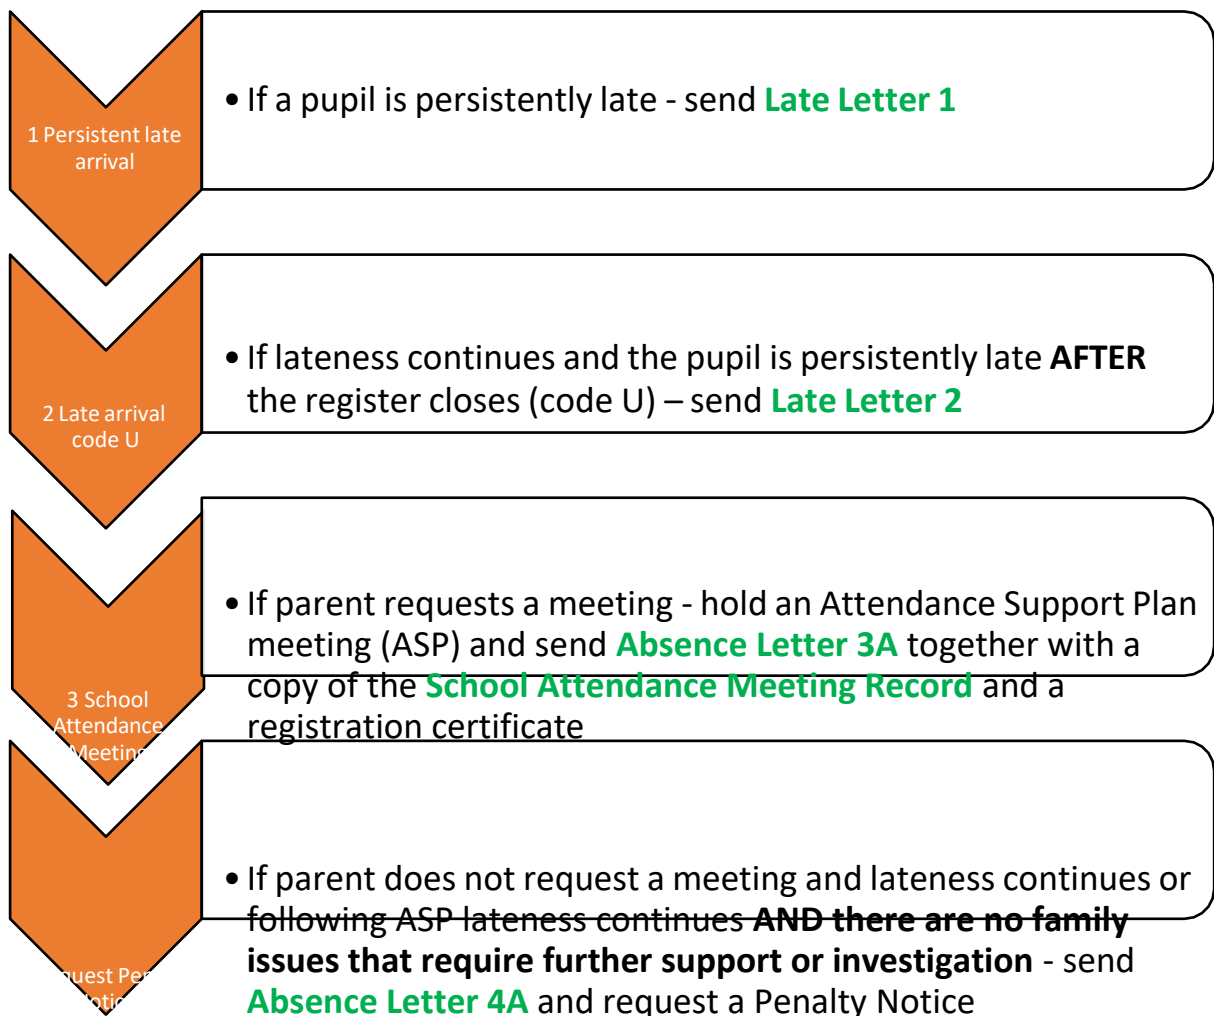 1 Persistent late
arrival
• If a pupil is persistently late - send Late Letter 1
2 Late arrival
code U
• If lateness continues and the pupil is persistently late AFTER
the register closes (code U) – send Late Letter 2
3 School
Attendance
Meeting
• If parent requests a meeting - hold an Attendance Support Plan
meeting (ASP) and send Absence Letter 3A together with a
copy of the School Attendance Meeting Record and a
registration certificate
• If parent does not request a meeting and lateness continues or
following ASP lateness continues AND there are no family
issues that require further support or investigation - send
Absence Letter 4A and request a Penalty Notice